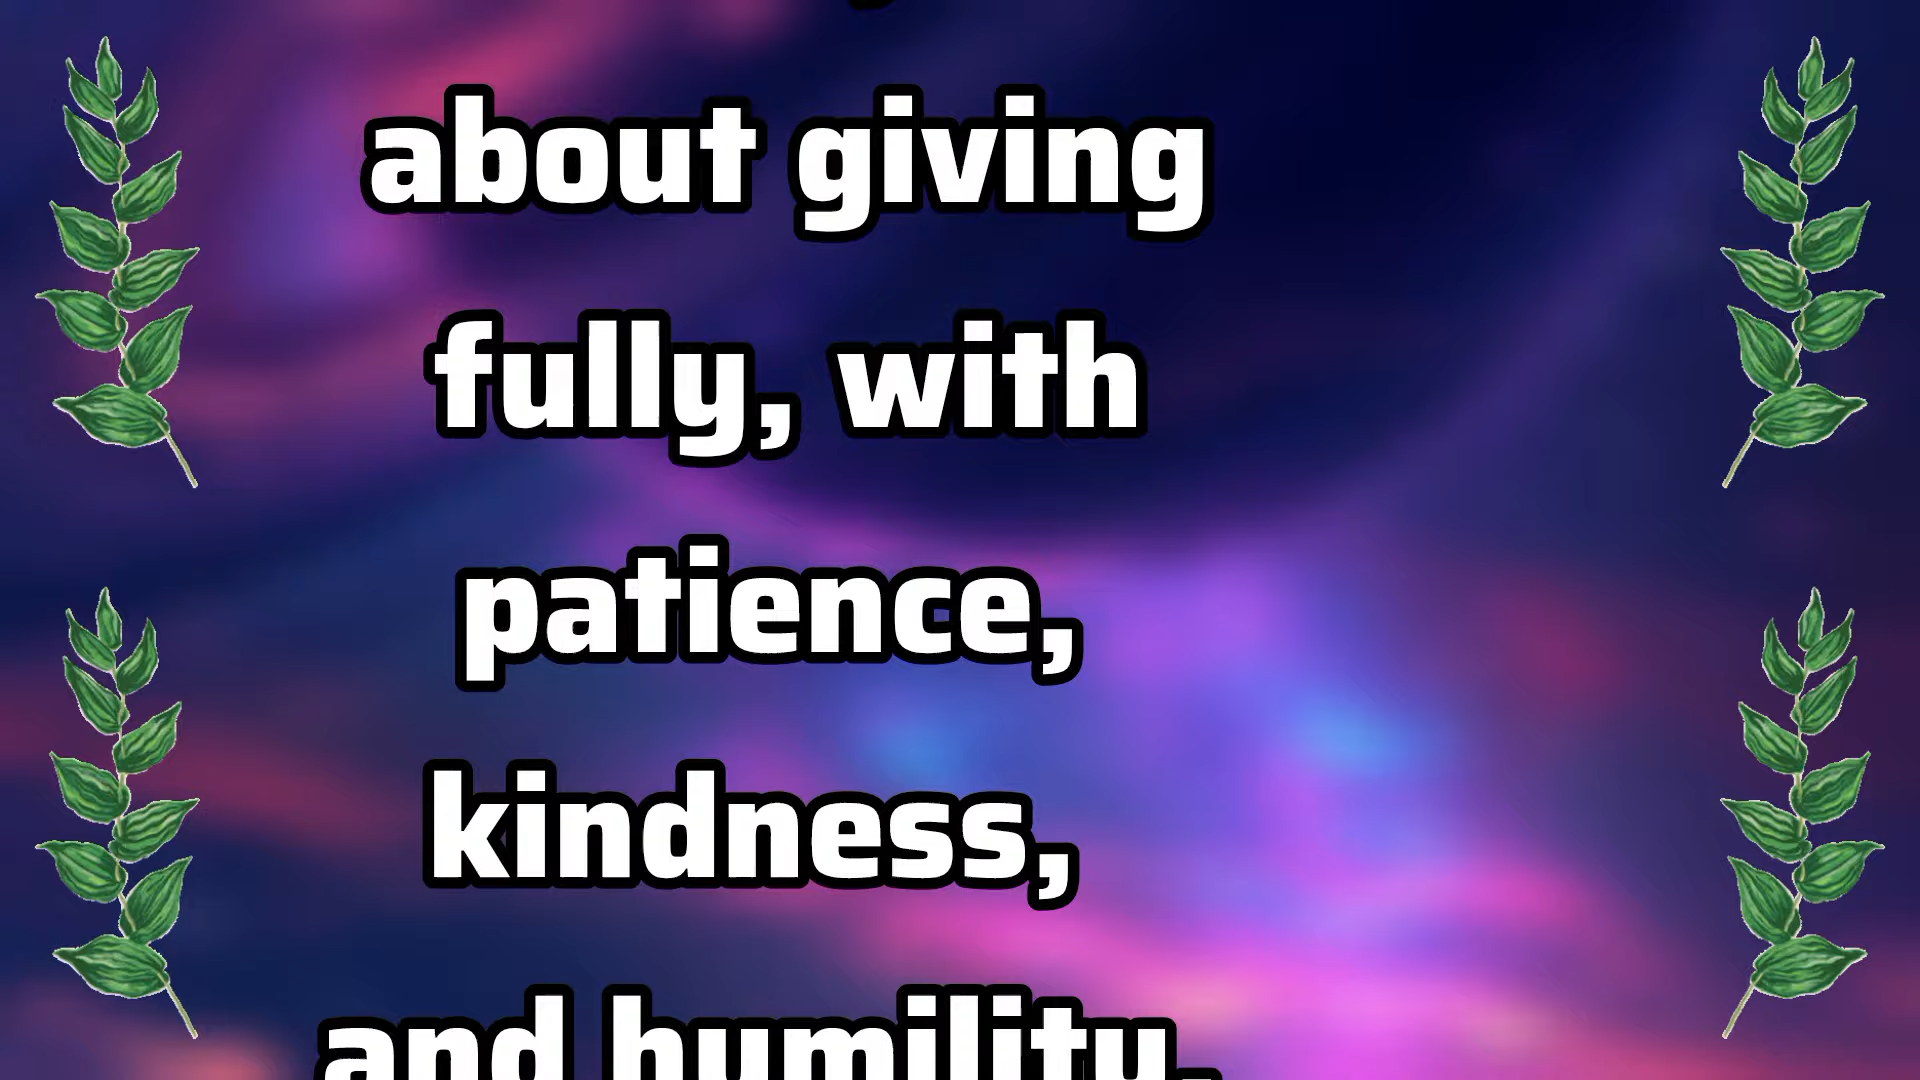 about giving
fully, with
patience,
kindness,
and humility.